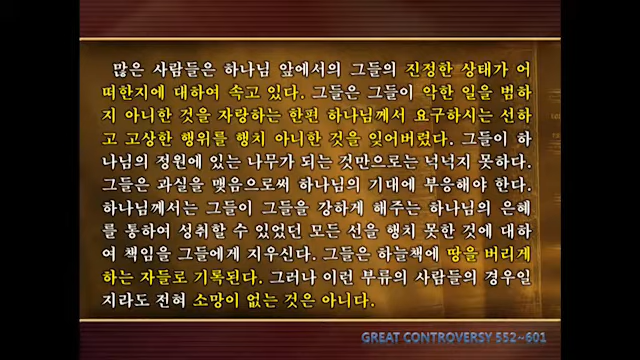 많은 사람들은 하나님 앞에서의 그들의 진정한 상태가 어
떠한지에 대하여 속고 있다. 그들은 그들이 악한 일을 범하
지 아니한 것을 자랑하는 한편 하나님께서 요구하시는 선하
고 고상한 행위를 행치 아니한 것을 잊어버렸다. 그들이 하
나님의 정원에 있는 나무가 되는 것만으로는 넉넉지 못하다.
그들은 과실을 맺음으로써 하나님의 기대에 부응해야 한다.
하나님께서는 그들이 그들을 강하게 해주는 하나님의 은혜
를 통하여 성취할 수 있었던 모든 선을 행치 못한 것에 대하
여 책임을 그들에게 지우신다. 그들은 하늘책에 땅을 버리게
하는 자들로 기록된다. 그러나 이런 부류의 사람들의 경우일
지라도 전혀 소망이 없는 것은 아니다.
GREAT CONTROVERSY 552~601